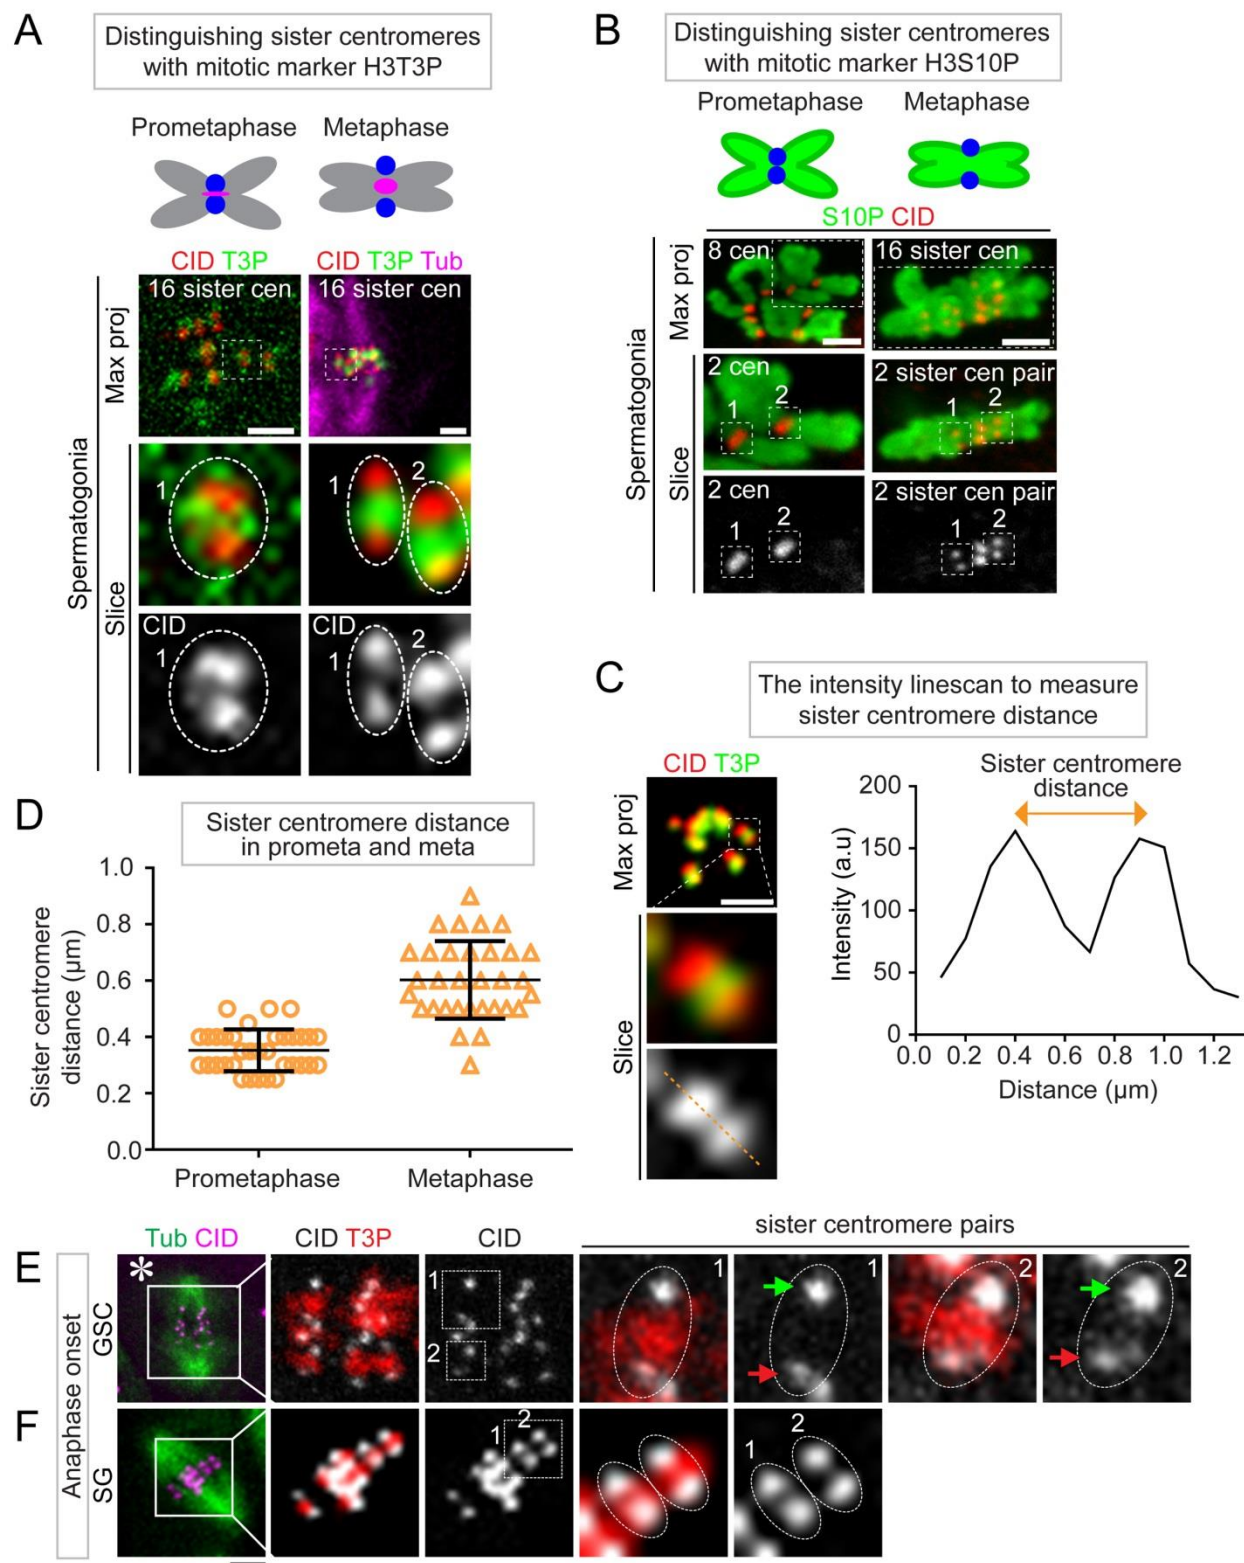 A
Distinguishing sister centromeres
with mitotic marker H3T3P
Prometaphase
Metaphase
CID T3P
CID T3P Tub
Spermatogonia
Max proj
16 sister cen
16 sister cen
Slice
1
1
2
CID
1
CID
1
2
B
Distinguishing sister centromeres
with mitotic marker H3S10P
Prometaphase
Metaphase
S10P CID
Spermatogonia
Max proj
8 cen
16 sister cen
Slice
2 cen
1
2
2 sister cen pair
1
2
2 cen
1
2
2 sister cen pair
1
2
C
The intensity linescan to measure
sister centromere distance
CID T3P
Max proj
Slice
Sister centromere
distance
Intensity (a.u)
200
150
100
50
0
0.0 0.2 0.4 0.6 0.8 1.0 1.2
Distance (µm)
D
Sister centromere distance
in prometa and meta
Sister centromere
distance (µm)
1.0
0.8
0.6
0.4
0.2
0.0
Prometaphase
Metaphase
Tub CID
CID T3P
CID
sister centromere pairs
Anaphase onset
E
GSC
*
1
2
1
1
2
2
F
SG
1
2
1
2
1
2